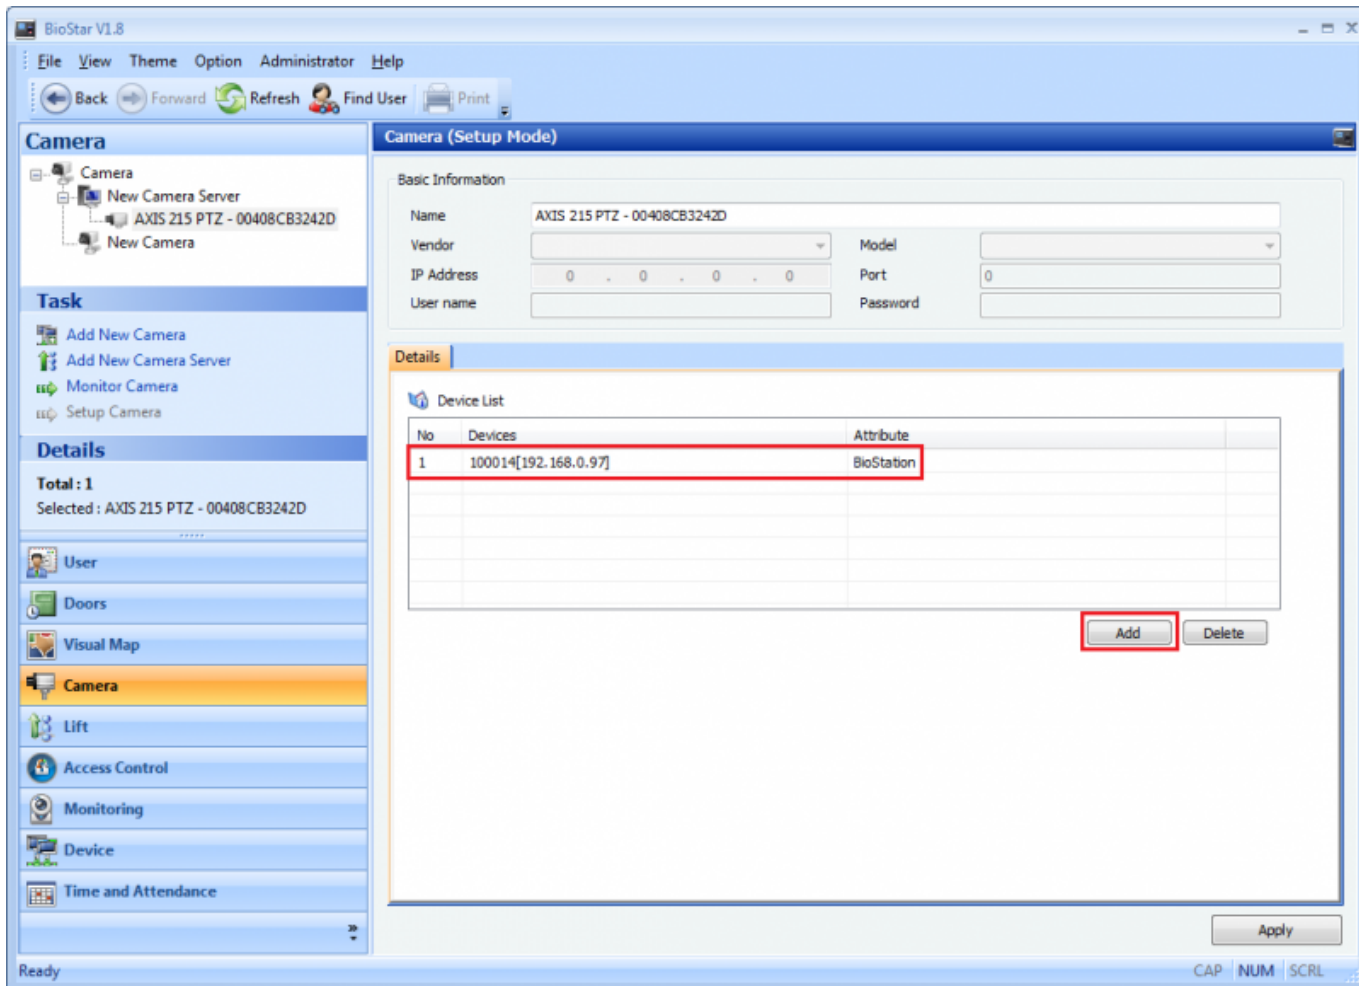 BioStar V1.8
File View Theme Option Administrator Help
Back Forward Refresh Find User Print
Camera
Camera
New Camera Server
AXIS 215 PTZ - 00408CB3242D
New Camera
Task
Add New Camera
Add New Camera Server
Monitor Camera
Setup Camera
Details
Total : 1
Selected : AXIS 215 PTZ - 00408CB3242D
User
Doors
Visual Map
Camera
Lift
Access Control
Monitoring
Device
Time and Attendance
Camera (Setup Mode)
Basic Information
Name AXIS 215 PTZ - 00408CB3242D
Vendor Model
IP Address 0 . 0 . 0 . 0 Port 0
User name Password
Details
Device List
No Devices Attribute
1 100014[192.168.0.97] BioStation
Add Delete
Apply
Ready CAP NUM SCRL